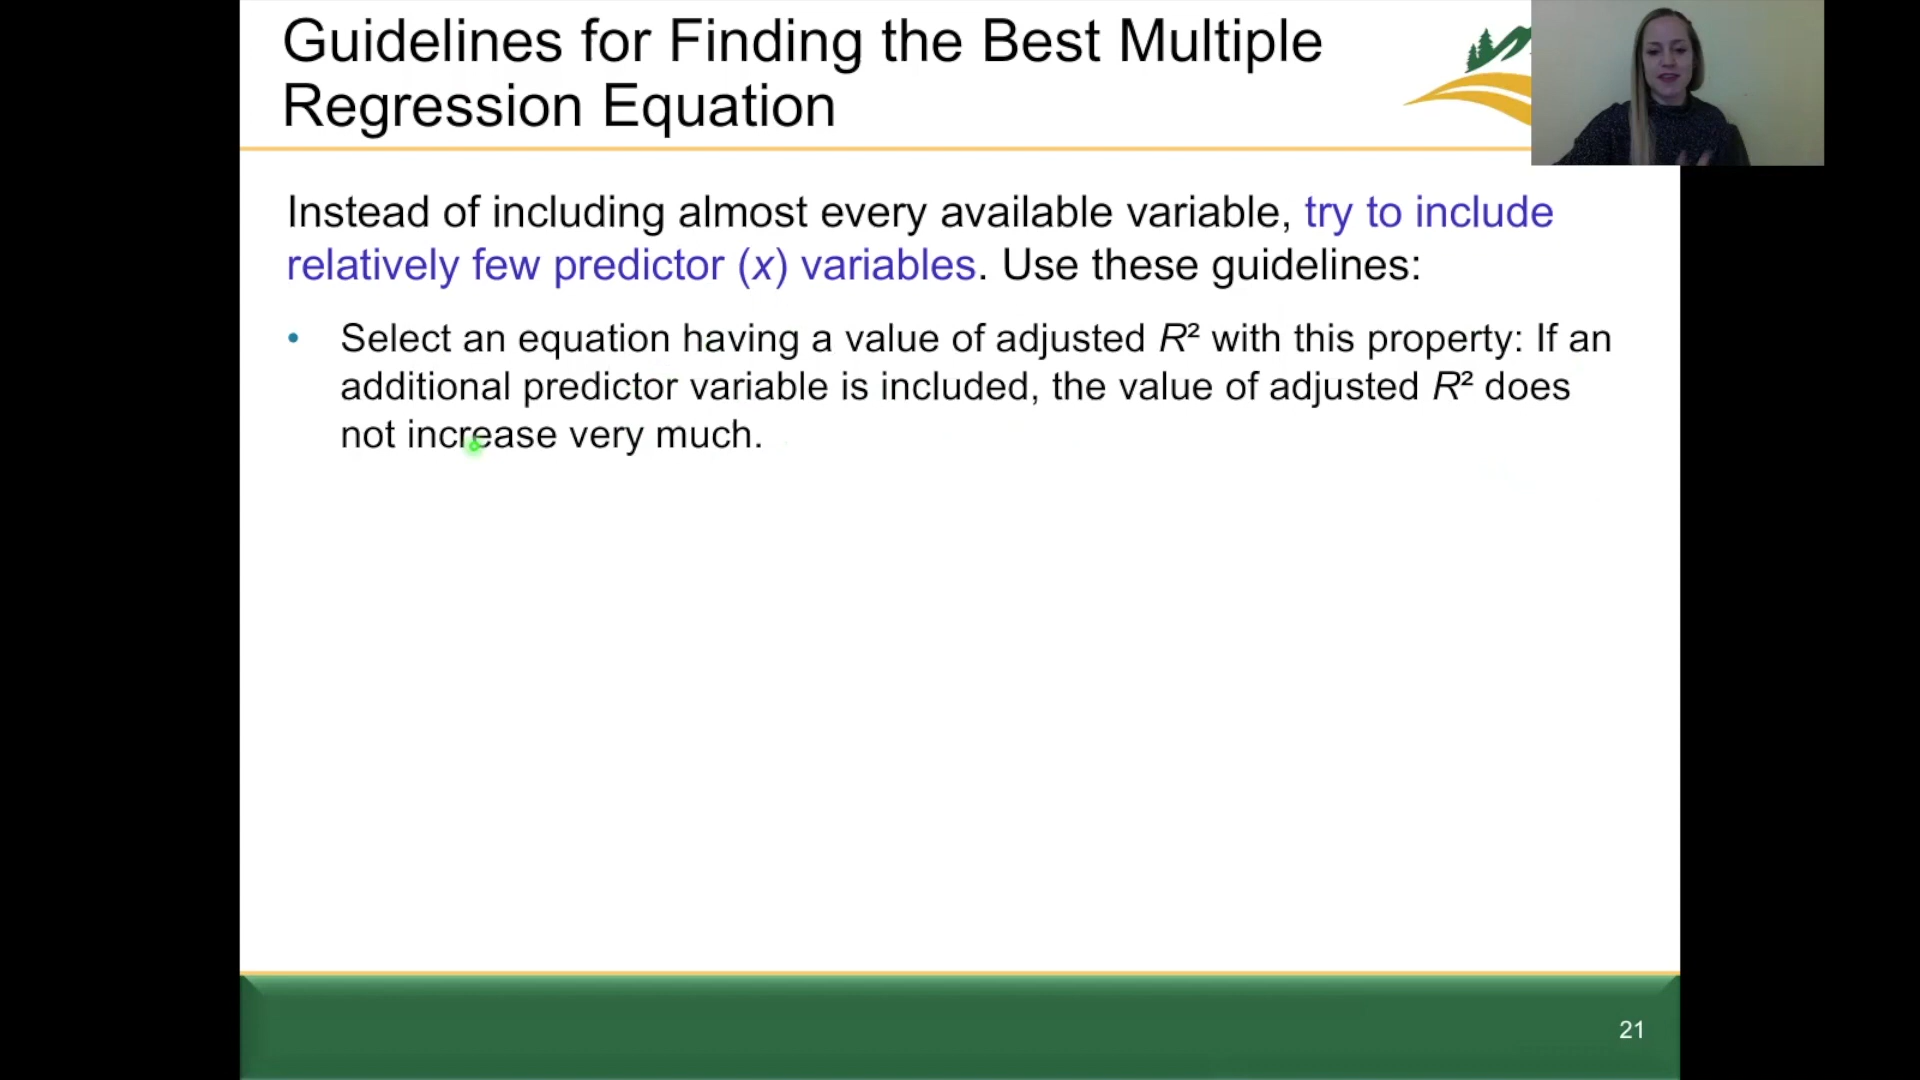 Guidelines for Finding the Best Multiple
Regression Equation
Instead of including almost every available variable, try to include
relatively few predictor (x) variables. Use these guidelines:
• Select an equation having a value of adjusted R² with this property: If an
additional predictor variable is included, the value of adjusted R² does
not increase very much.
21